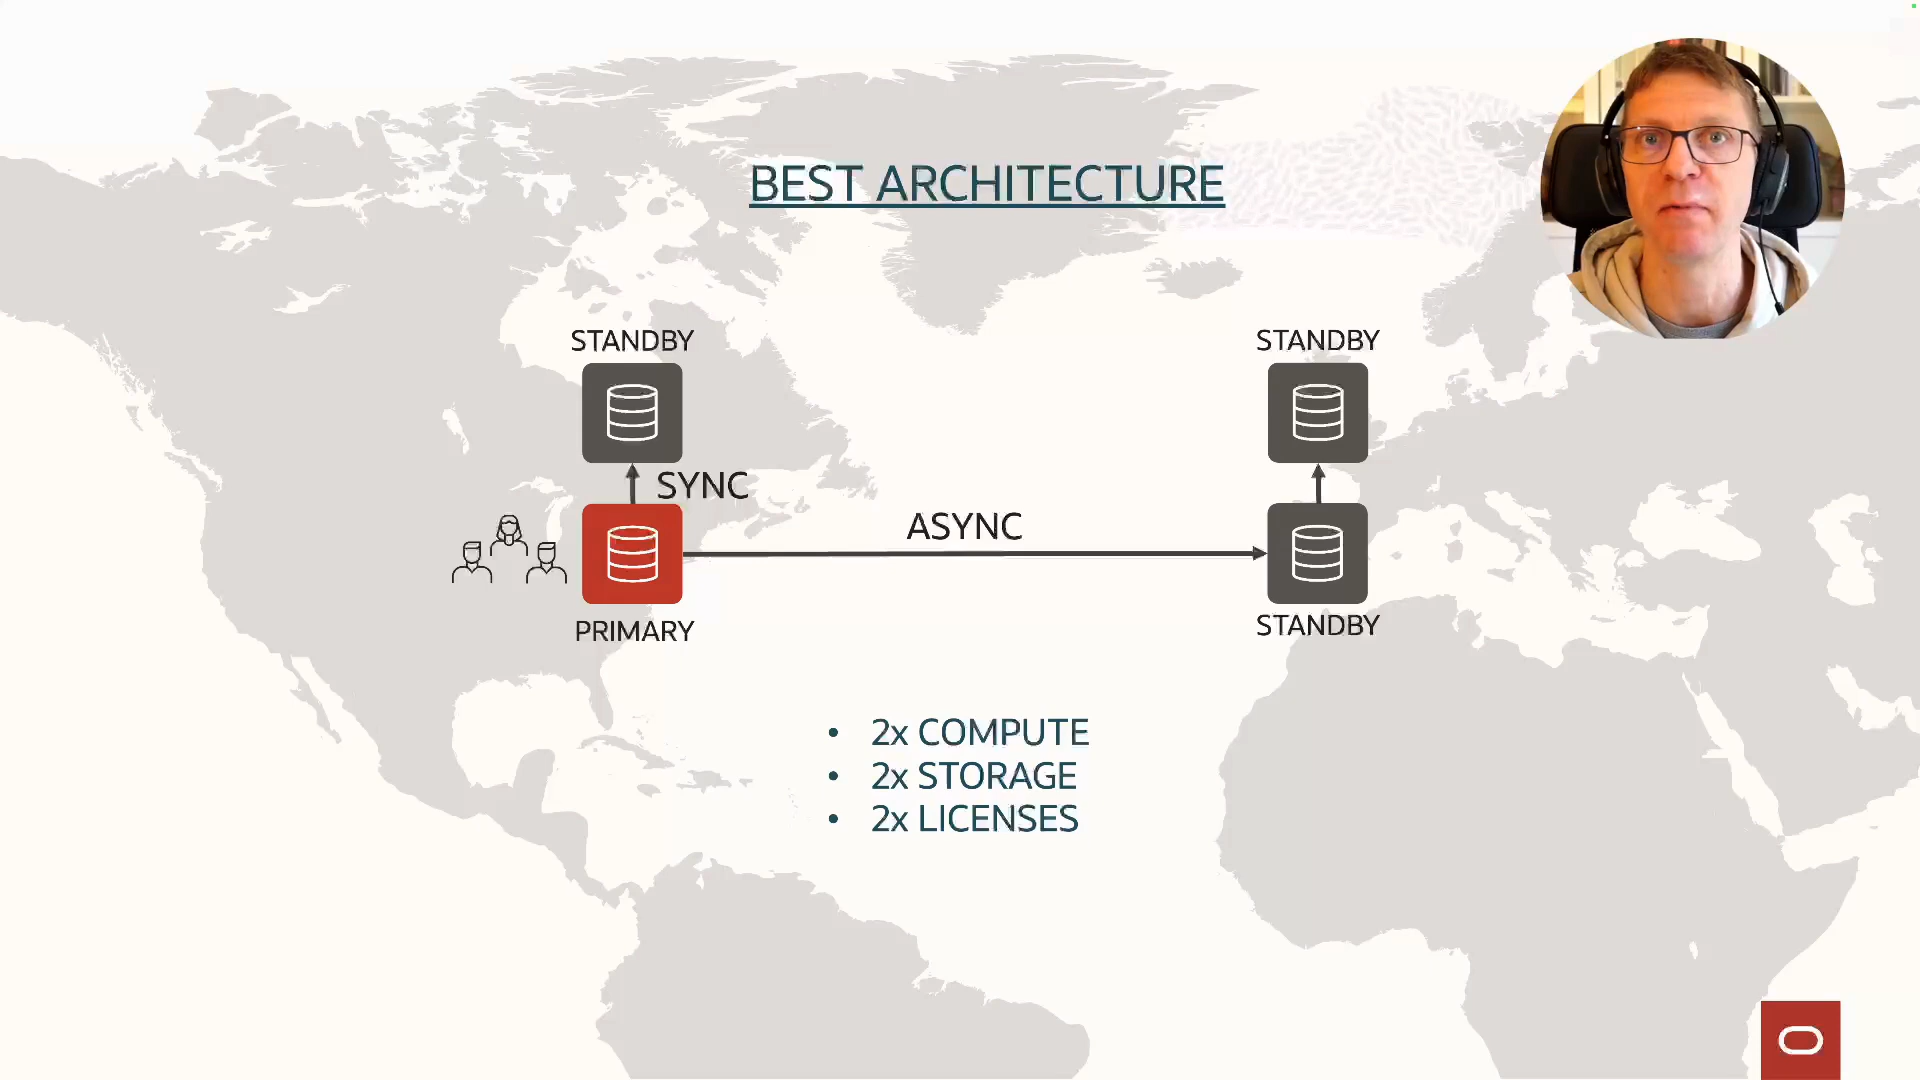 BEST ARCHITECTURE
STANDBY
STANDBY
SYNC
ASYNC
PRIMARY
STANDBY
• 2x COMPUTE
• 2x STORAGE
• 2x LICENSES